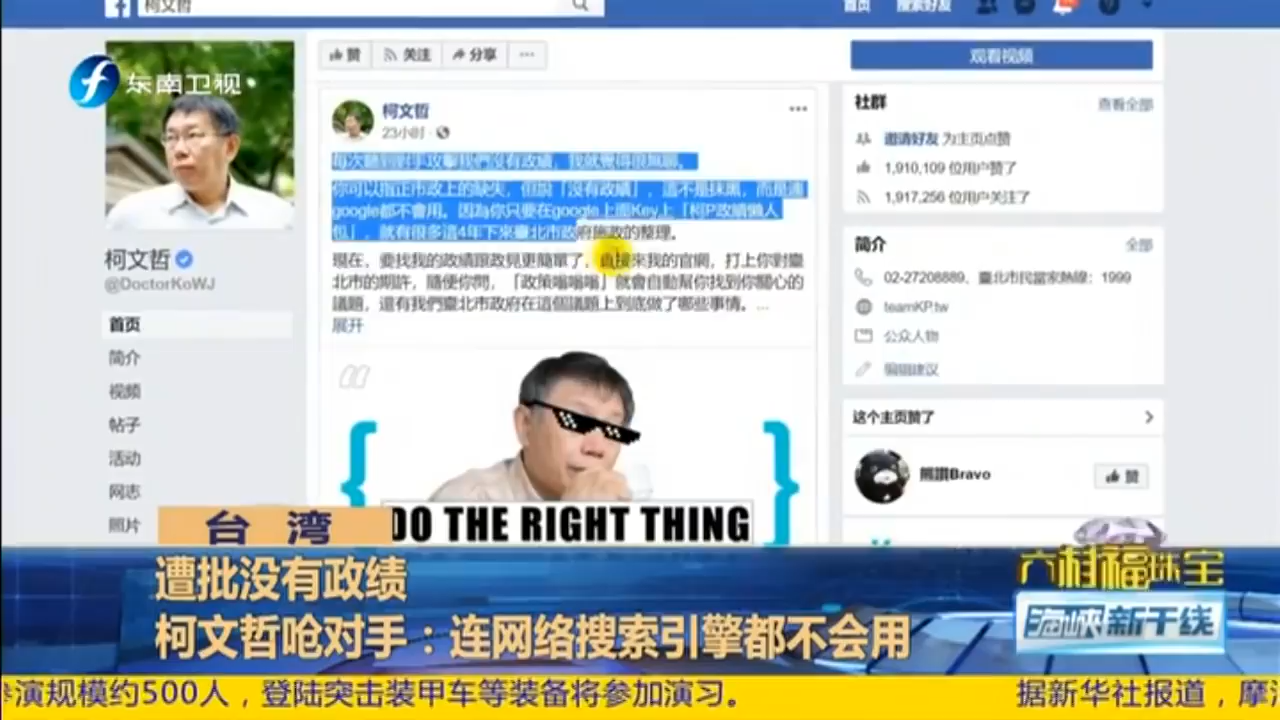 柯文哲
首页
搜索好友
东南卫视
赞
关注
分享
观看视频
柯文哲
23小时
每次聽到對手攻擊我們沒有政績,我就覺得很無聊。
你可以指正市政上的缺失,但說「沒有政績」,這不是抹黑,而是連
google都不會用。因為你只要在google上面Key上「柯P政績懶人
包」,就有很多這4年下來臺北市政府施政的整理。
現在,要找我的政績跟政見更簡單了,直接來我的官網,打上你對臺
北市的期許,隨便你問,「政策嗡嗡嗡」就會自動幫你找到你關心的
議題,還有我們臺北市政府在這個議題上到底做了哪些事情。...
展开
DO THE RIGHT THING
柯文哲
@DoctorKoWJ
首页
简介
视频
帖子
活动
网志
照片
社群
查看全部
邀请好友 为主页点赞
1,910,109 位用户赞了
1,917,256 位用户关注了
简介
全部
02-27208889、臺北市民當家熱線:1999
teamKP.tw
公众人物
编辑建议
这个主页赞了
熊讚Bravo
赞
台湾
遭批没有政绩
柯文哲呛对手:连网络搜索引擎都不会用
六福珠宝
海峡新干线
参演规模约500人,登陆突击装甲车等装备将参加演习。
据新华社报道,摩